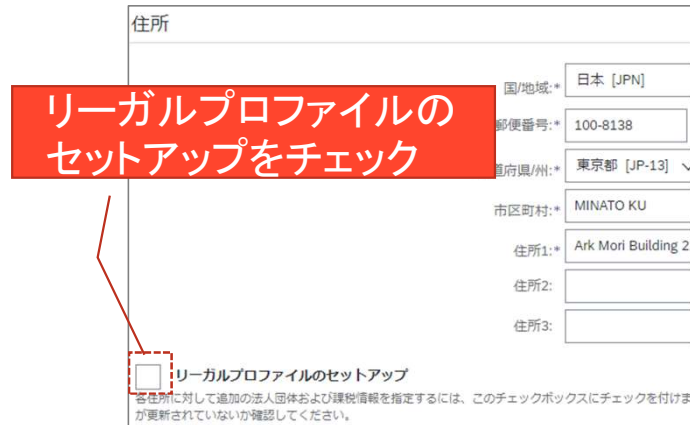 住所
リーガルプロファイルの
セットアップをチェック
国/地域:*
日本 [JPN]
郵便番号:*
100-8138
道府県/州:*
東京都 [JP-13]
市区町村:*
MINATO KU
住所1:*
Ark Mori Building 2
住所2:
住所3:
リーガルプロファイルのセットアップ
各住所に対して追加の法人団体および課税情報を指定するには、このチェックボックスにチェックを付けま
が更新されていないか確認してください。